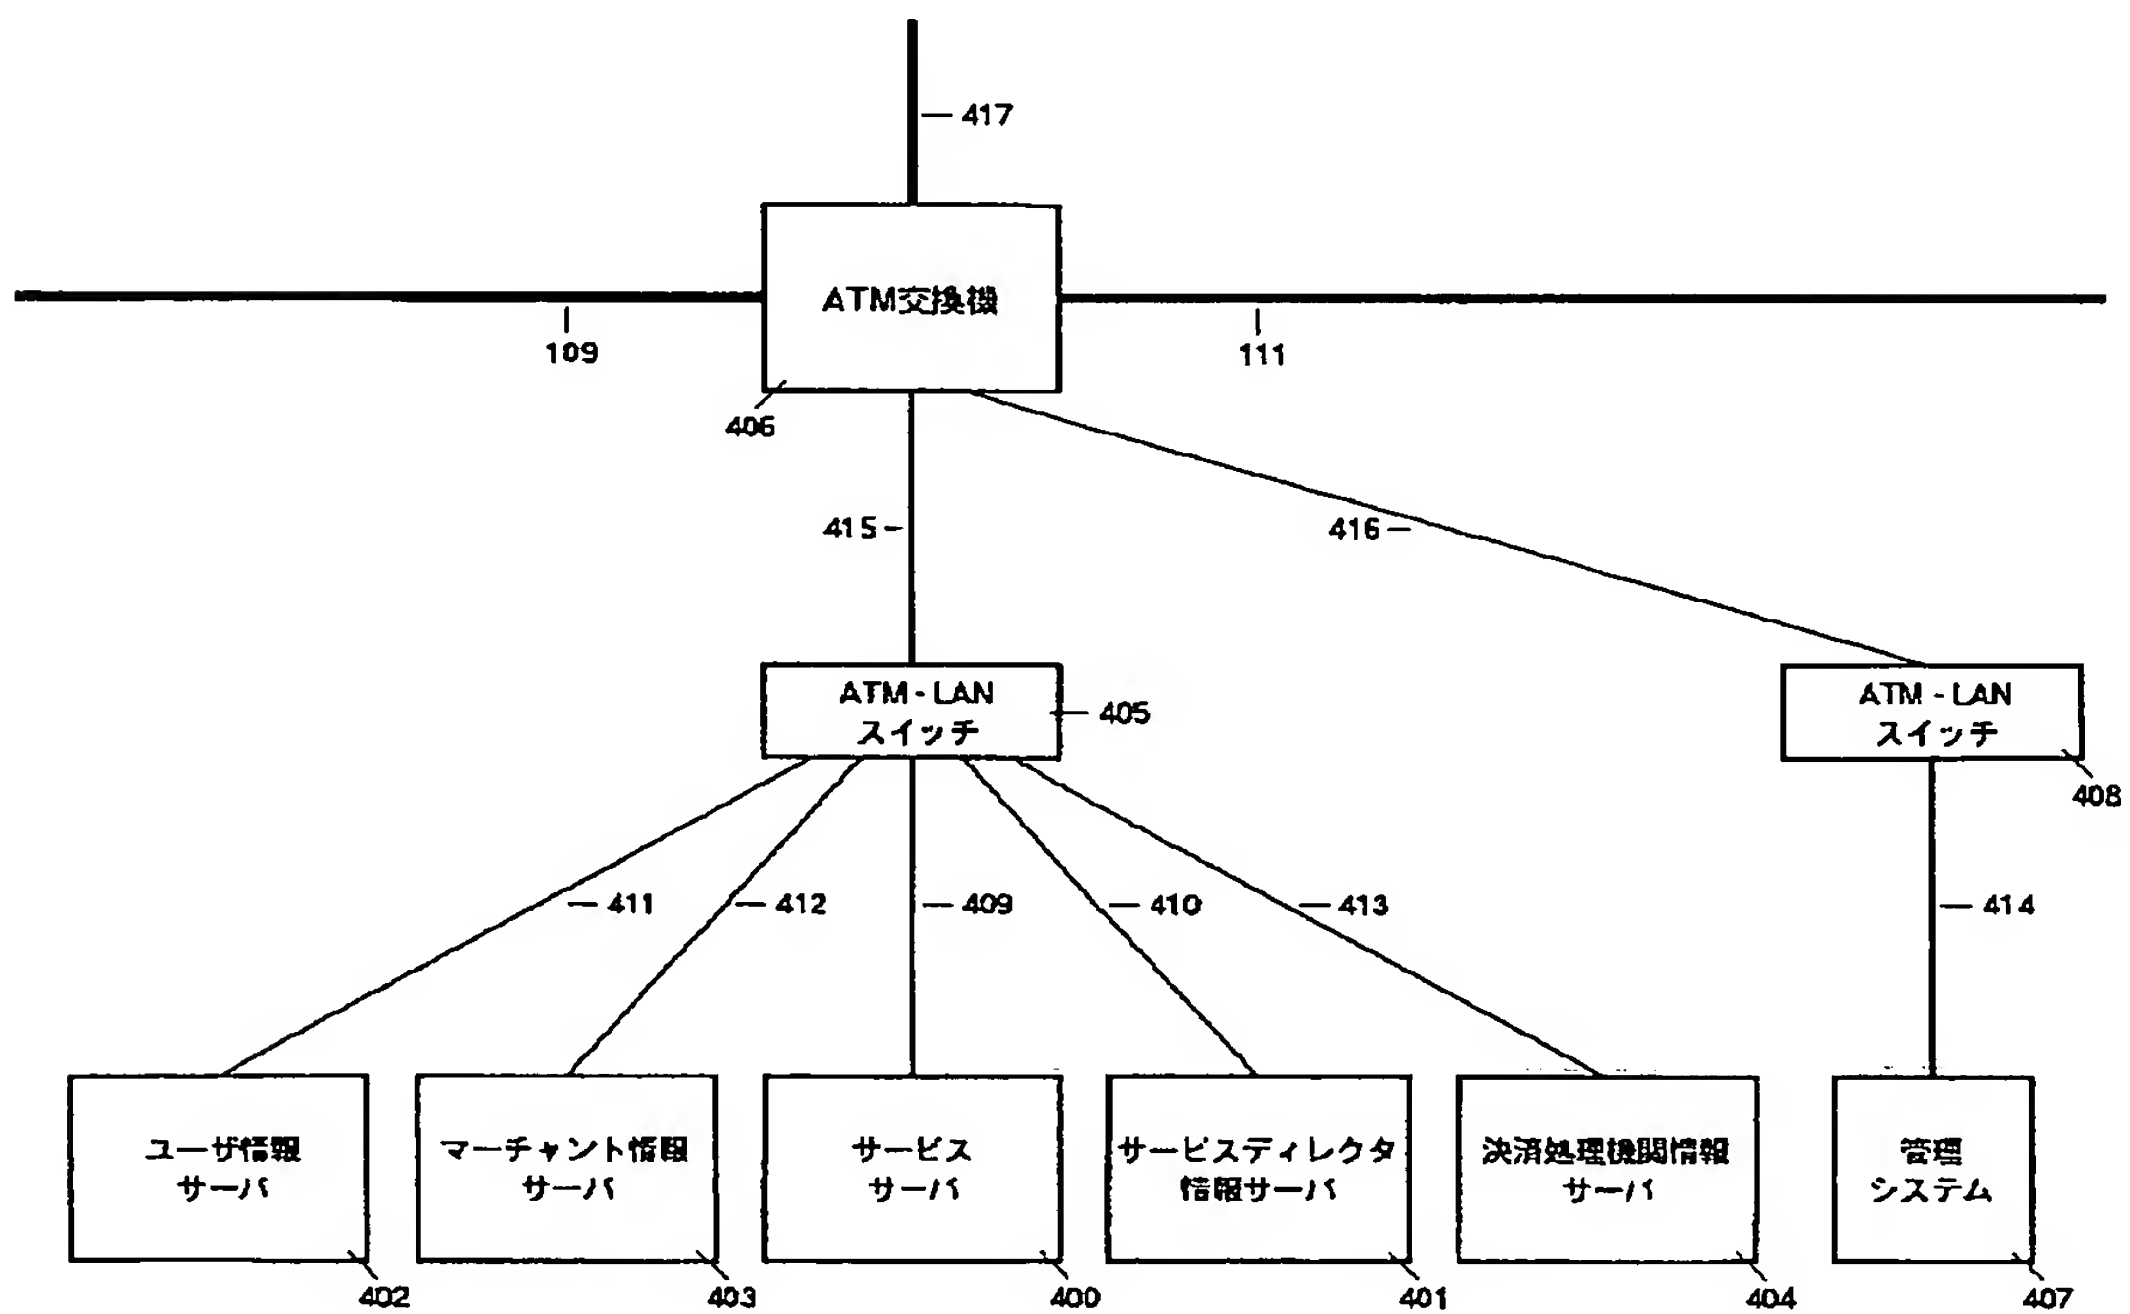 417
ATM交換機
109
111
406
415
416
ATM - LAN
スイッチ
405
ATM - LAN
スイッチ
408
411
412
409
410
413
414
ユーザ情報
サーバ
マーチャント情報
サーバ
サービス
サーバ
サービスディレクタ
情報サーバ
決済処理機関情報
サーバ
管理
システム
402
403
400
401
404
407